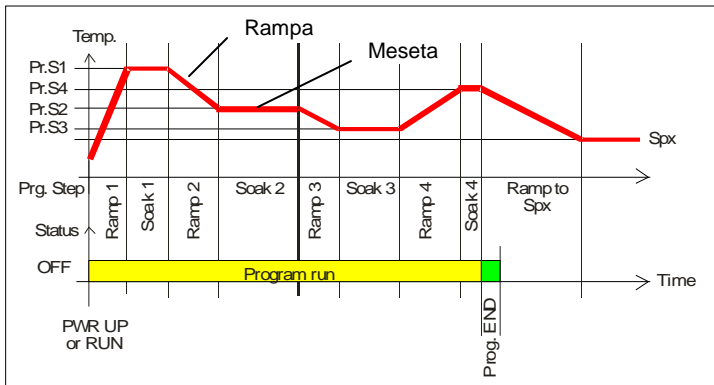 Temp.
Rampa
Meseta
Pr.S1
Pr.S4
Pr.S2
Pr.S3
Spx
Prg. Step
Ramp 1
Soak 1
Ramp 2
Soak 2
Ramp 3
Soak 3
Ramp 4
Soak 4
Ramp to
Spx
Status
OFF
Program run
Time
PWR UP
or RUN
Prog. END